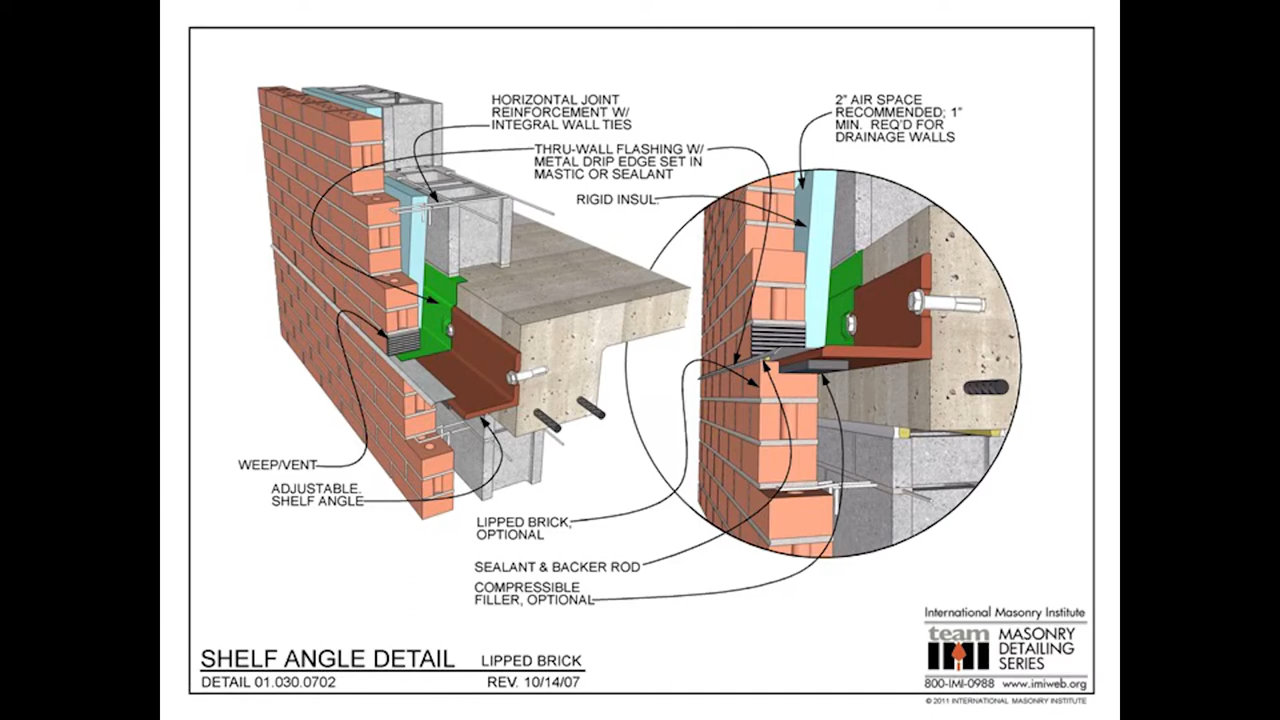 HORIZONTAL JOINT
REINFORCEMENT W/
INTEGRAL WALL TIES
THRU-WALL FLASHING W/
METAL DRIP EDGE SET IN
MASTIC OR SEALANT
RIGID INSUL.
2" AIR SPACE
RECOMMENDED; 1"
MIN. REQ'D FOR
DRAINAGE WALLS
WEEP/VENT
ADJUSTABLE.
SHELF ANGLE
LIPPED BRICK,
OPTIONAL
SEALANT & BACKER ROD
COMPRESSIBLE
FILLER, OPTIONAL
SHELF ANGLE DETAIL
LIPPED BRICK
DETAIL 01.030.0702
REV. 10/14/07
International Masonry Institute
team
IMI
MASONRY
DETAILING
SERIES
800-IMI-0988 www.imiweb.org
© 2011 INTERNATIONAL MASONRY INSTITUTE